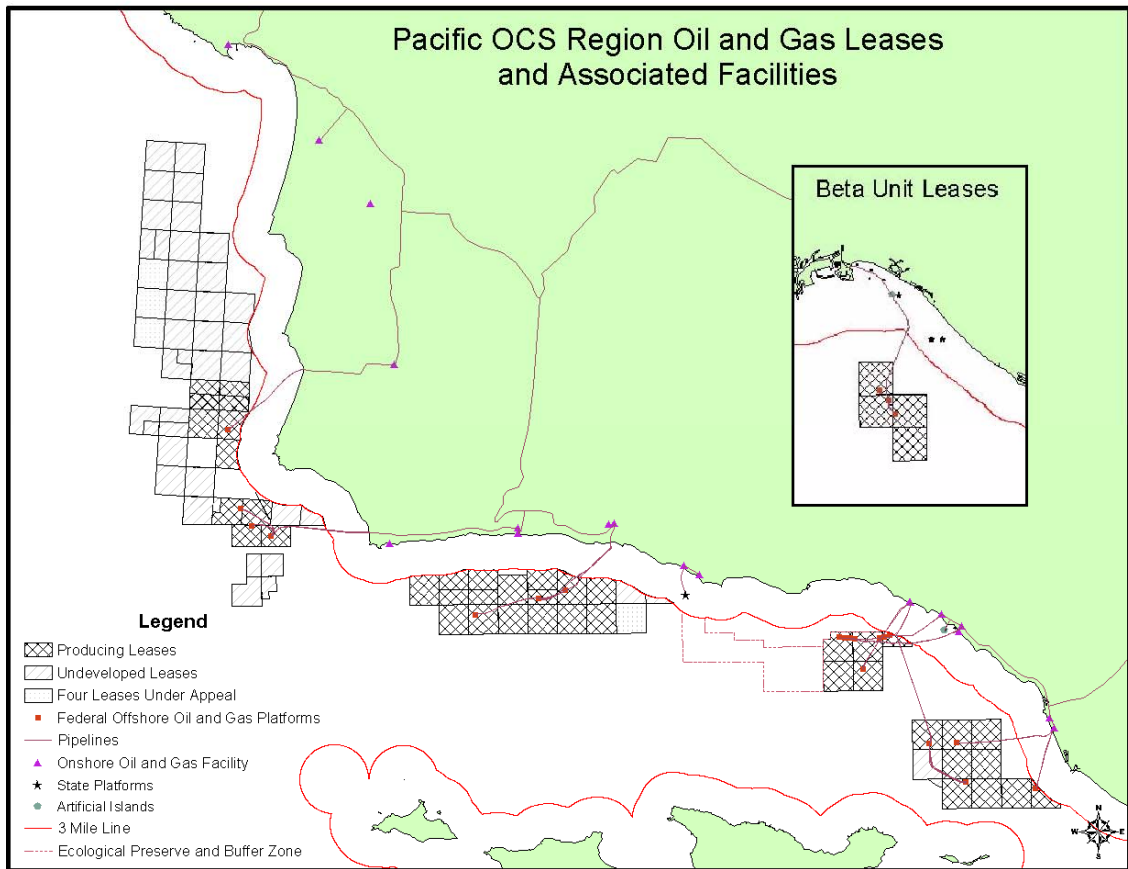 Pacific OCS Region Oil and Gas Leases
and Associated Facilities
Beta Unit Leases
Legend
Producing Leases
Undeveloped Leases
Four Leases Under Appeal
Federal Offshore Oil and Gas Platforms
Pipelines
Onshore Oil and Gas Facility
State Platforms
Artificial Islands
3 Mile Line
Ecological Preserve and Buffer Zone
N
W
E
S